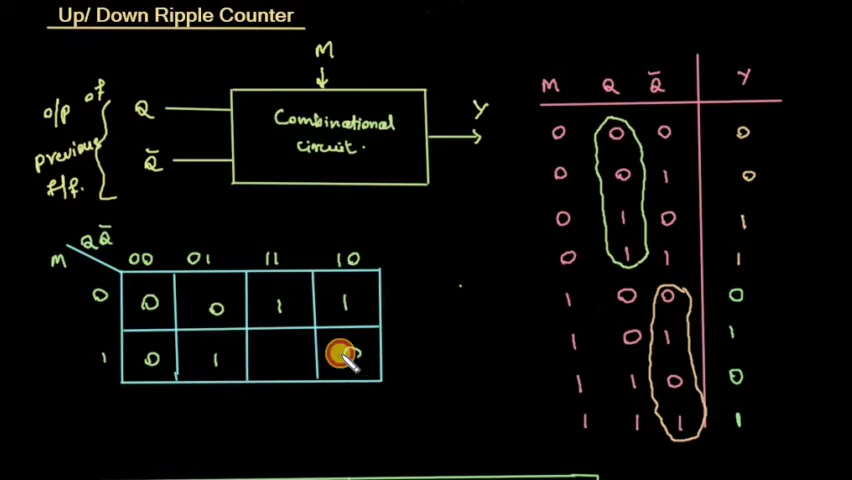 Up/ Down Ripple Counter
M
o/p of previous f/f.
Q
Q̄
Combinational
circuit.
Y
M Q Q̄ Y
0 0 0 0
0 0 1 0
0 1 0 1
0 1 1 1
1 0 0 0
1 0 1 1
1 1 0 0
1 1 1 1
M QQ̄ 00 01 11 10
0 0 0 1 1
1 0 1